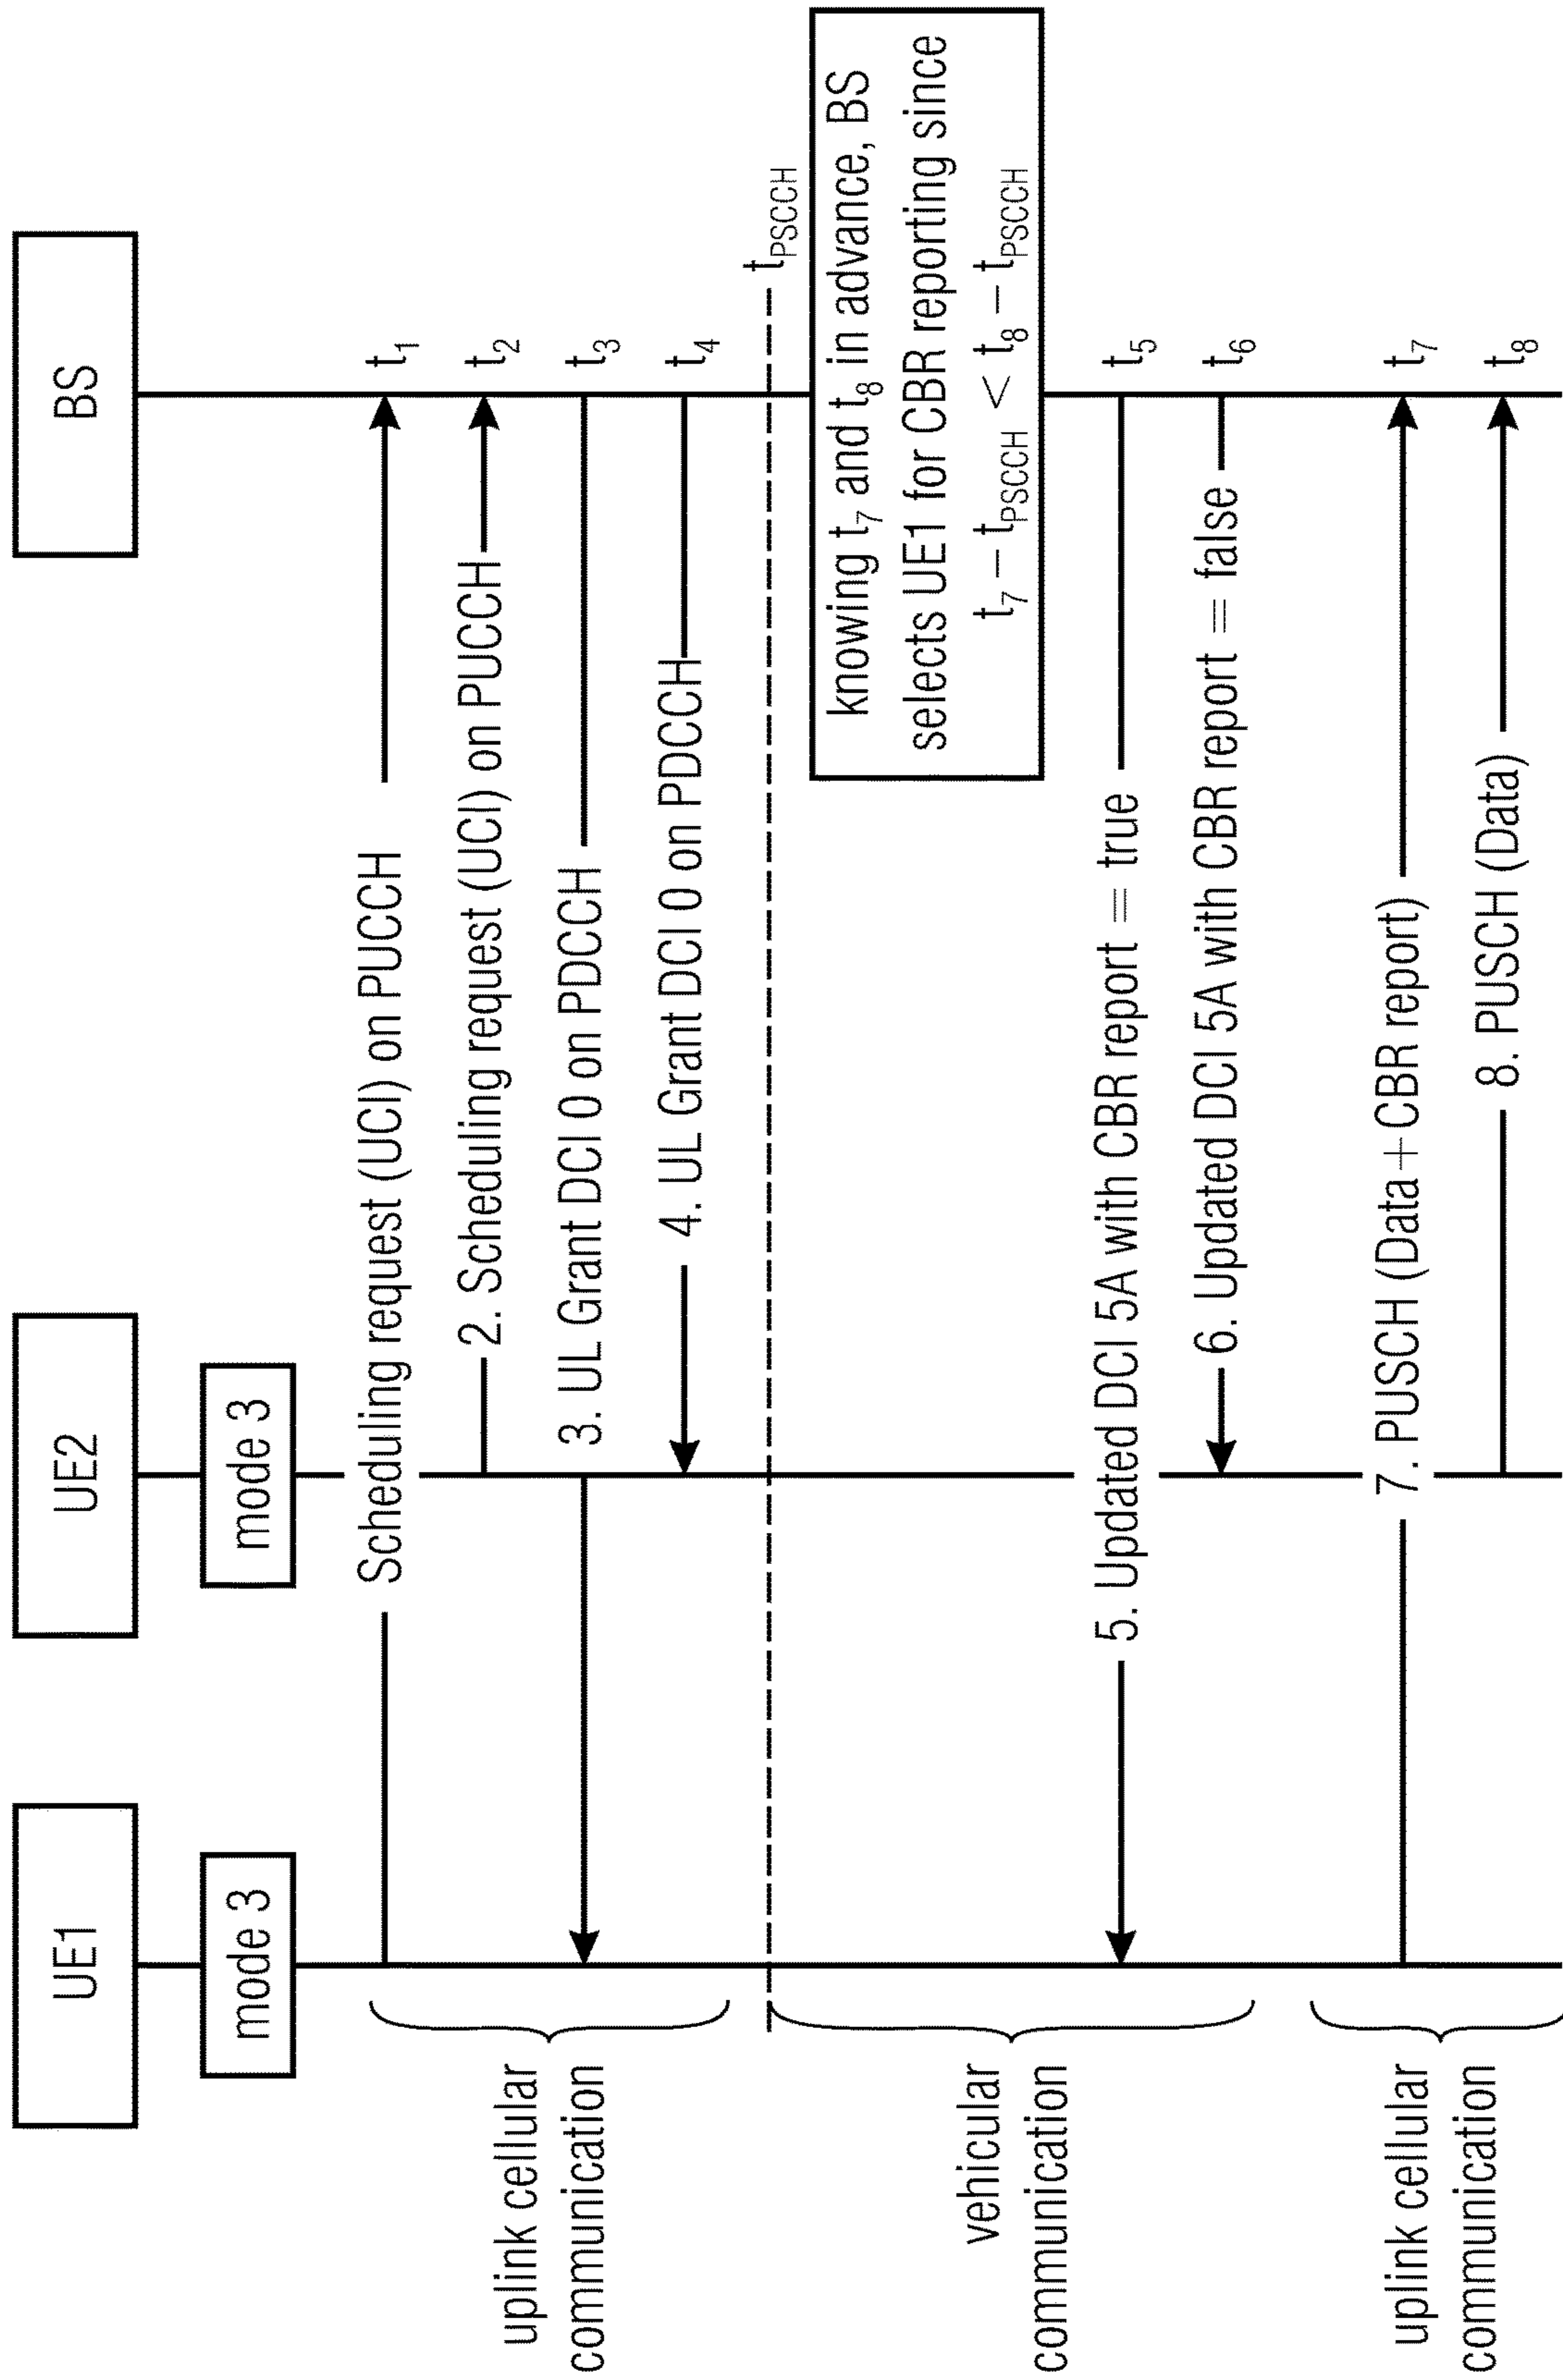 UE1
UE2
BS
mode 3
mode 3
Scheduling request (UCI) on PUCCH
t1
2. Scheduling request (UCI) on PUCCH
t2
3. UL Grant DCI 0 on PDCCH
t3
4. UL Grant DCI 0 on PDCCH
t4
uplink cellular
communication
tPSCCH
knowing t7 and t8 in advance, BS
selects UE1 for CBR reporting since
t7 – tPSCCH < t8 – tPSCCH
5. Updated DCI 5A with CBR report = true
t5
6. Updated DCI 5A with CBR report = false
t6
vehicular
communication
7. PUSCH (Data+CBR report)
t7
8. PUSCH (Data)
t8
uplink cellular
communication